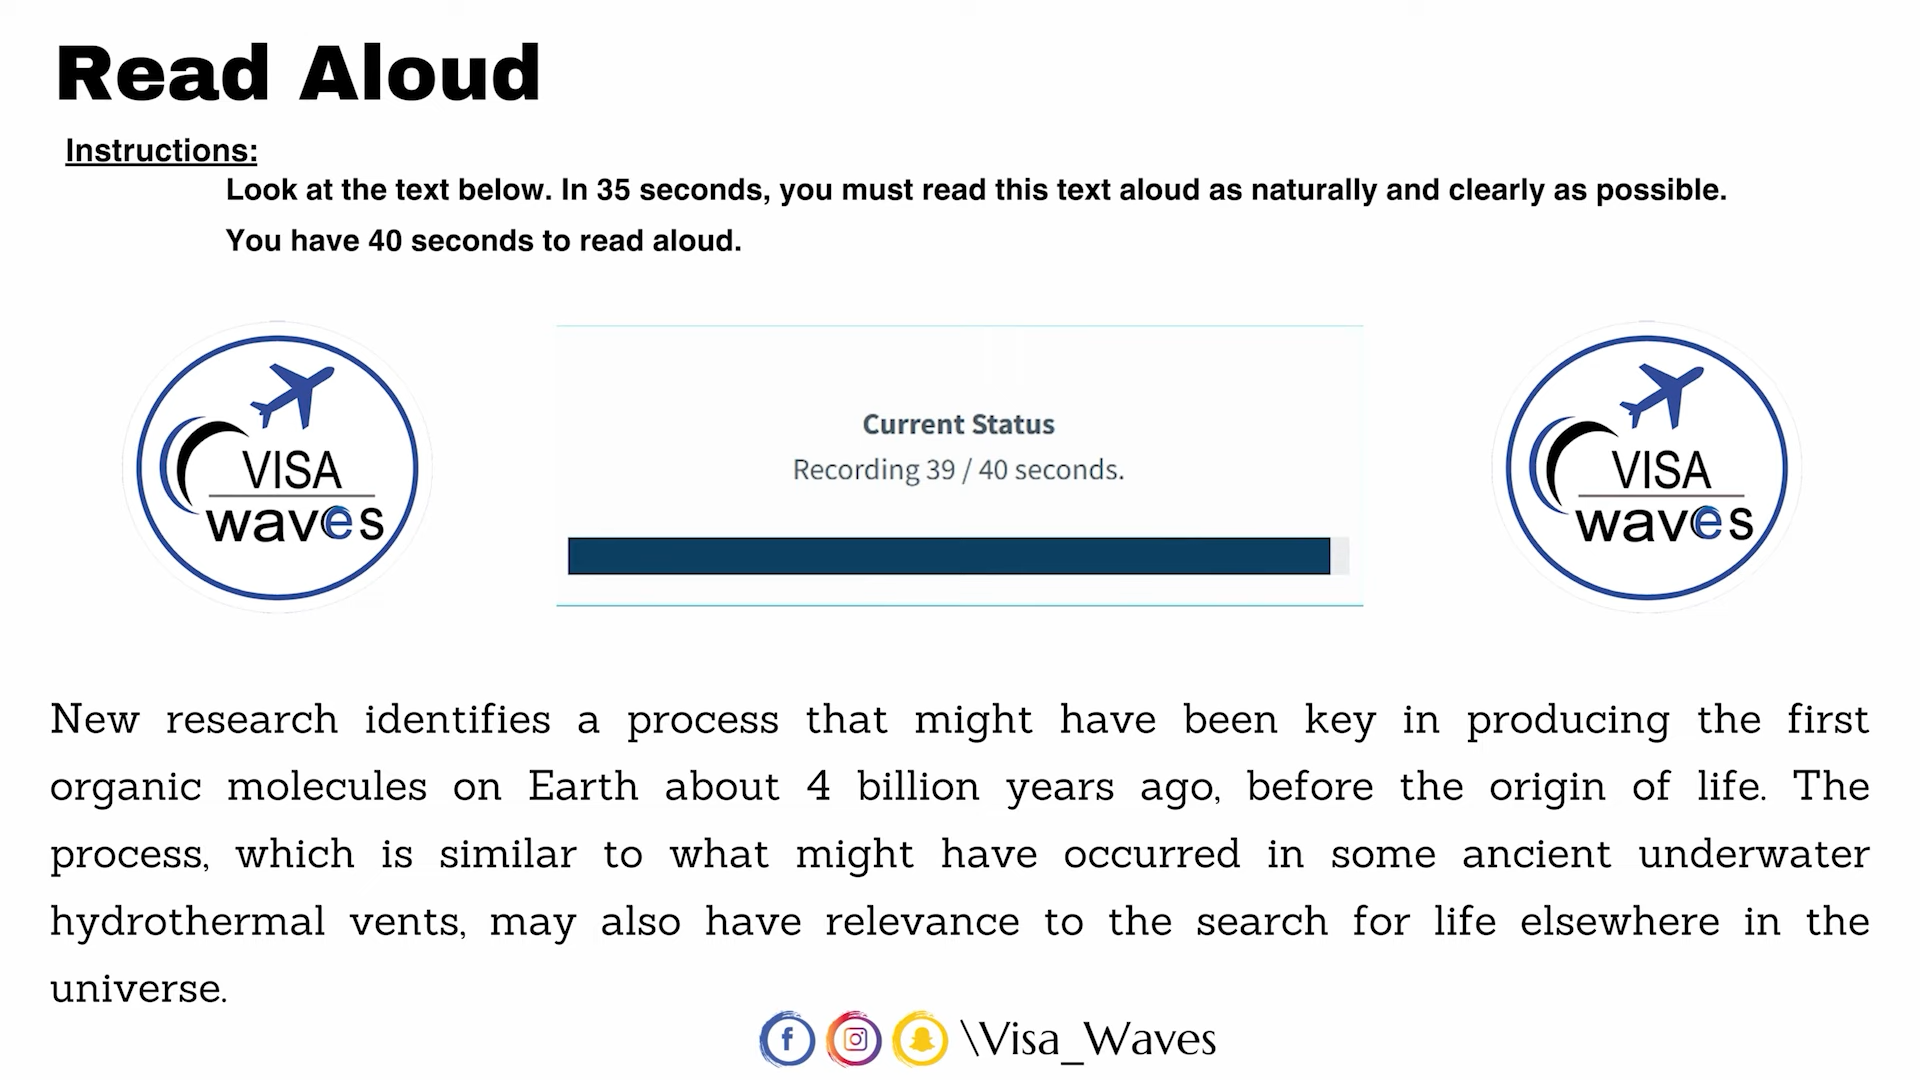 Read Aloud
Instructions:
Look at the text below. In 35 seconds, you must read this text aloud as naturally and clearly as possible.
You have 40 seconds to read aloud.
VISA
waves
Current Status
Recording 39 / 40 seconds.
VISA
waves
New research identifies a process that might have been key in producing the first
organic molecules on Earth about 4 billion years ago, before the origin of life. The
process, which is similar to what might have occurred in some ancient underwater
hydrothermal vents, may also have relevance to the search for life elsewhere in the
universe.
\Visa_Waves